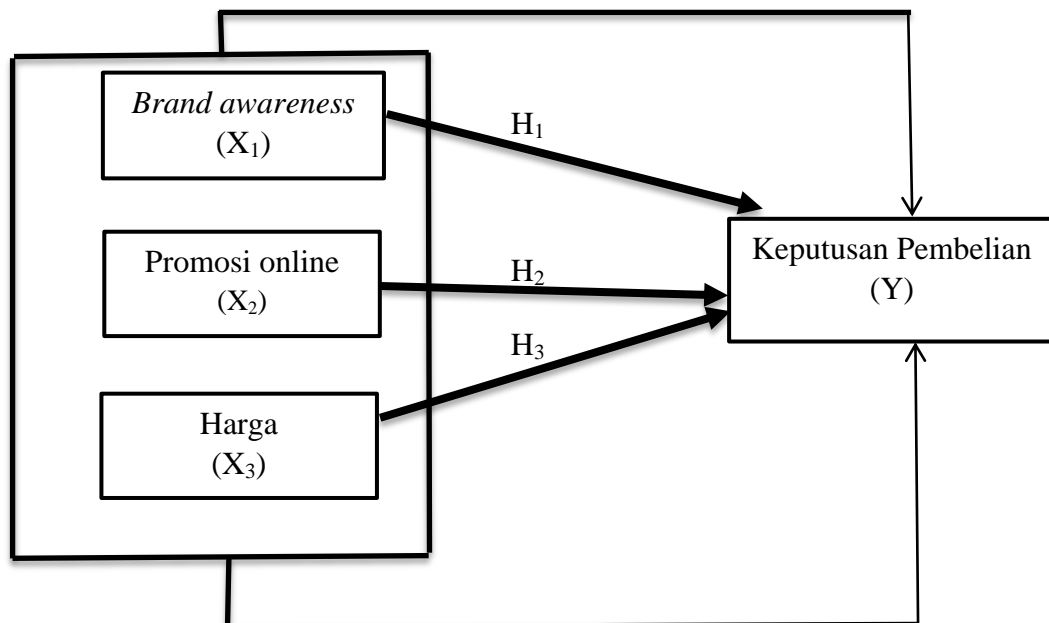 Brand awareness
(X₁)
H₁
Promosi online
(X₂)
H₂
Keputusan Pembelian
(Y)
H₃
Harga
(X₃)